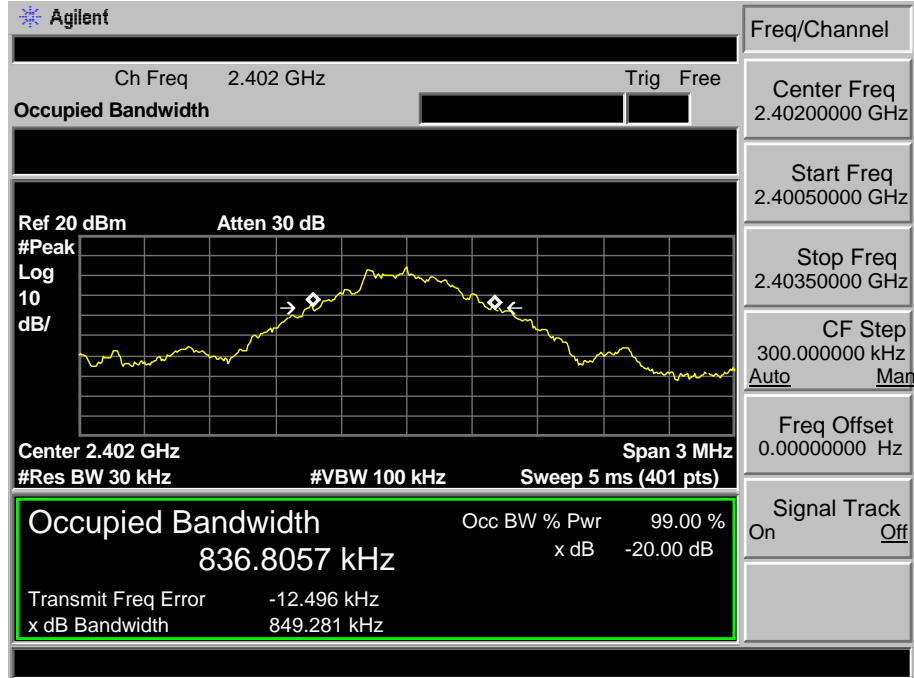 Agilent
Freq/Channel
Ch Freq 2.402 GHz Trig Free
Occupied Bandwidth
Center Freq
2.40200000 GHz
Start Freq
2.40050000 GHz
Stop Freq
2.40350000 GHz
CF Step
300.000000 kHz
Auto Man
Freq Offset
0.00000000 Hz
Signal Track
On Off
Ref 20 dBm Atten 30 dB
#Peak
Log
10
dB/
Center 2.402 GHz Span 3 MHz
#Res BW 30 kHz #VBW 100 kHz Sweep 5 ms (401 pts)
Occupied Bandwidth Occ BW % Pwr 99.00 %
836.8057 kHz x dB -20.00 dB
Transmit Freq Error -12.496 kHz
x dB Bandwidth 849.281 kHz